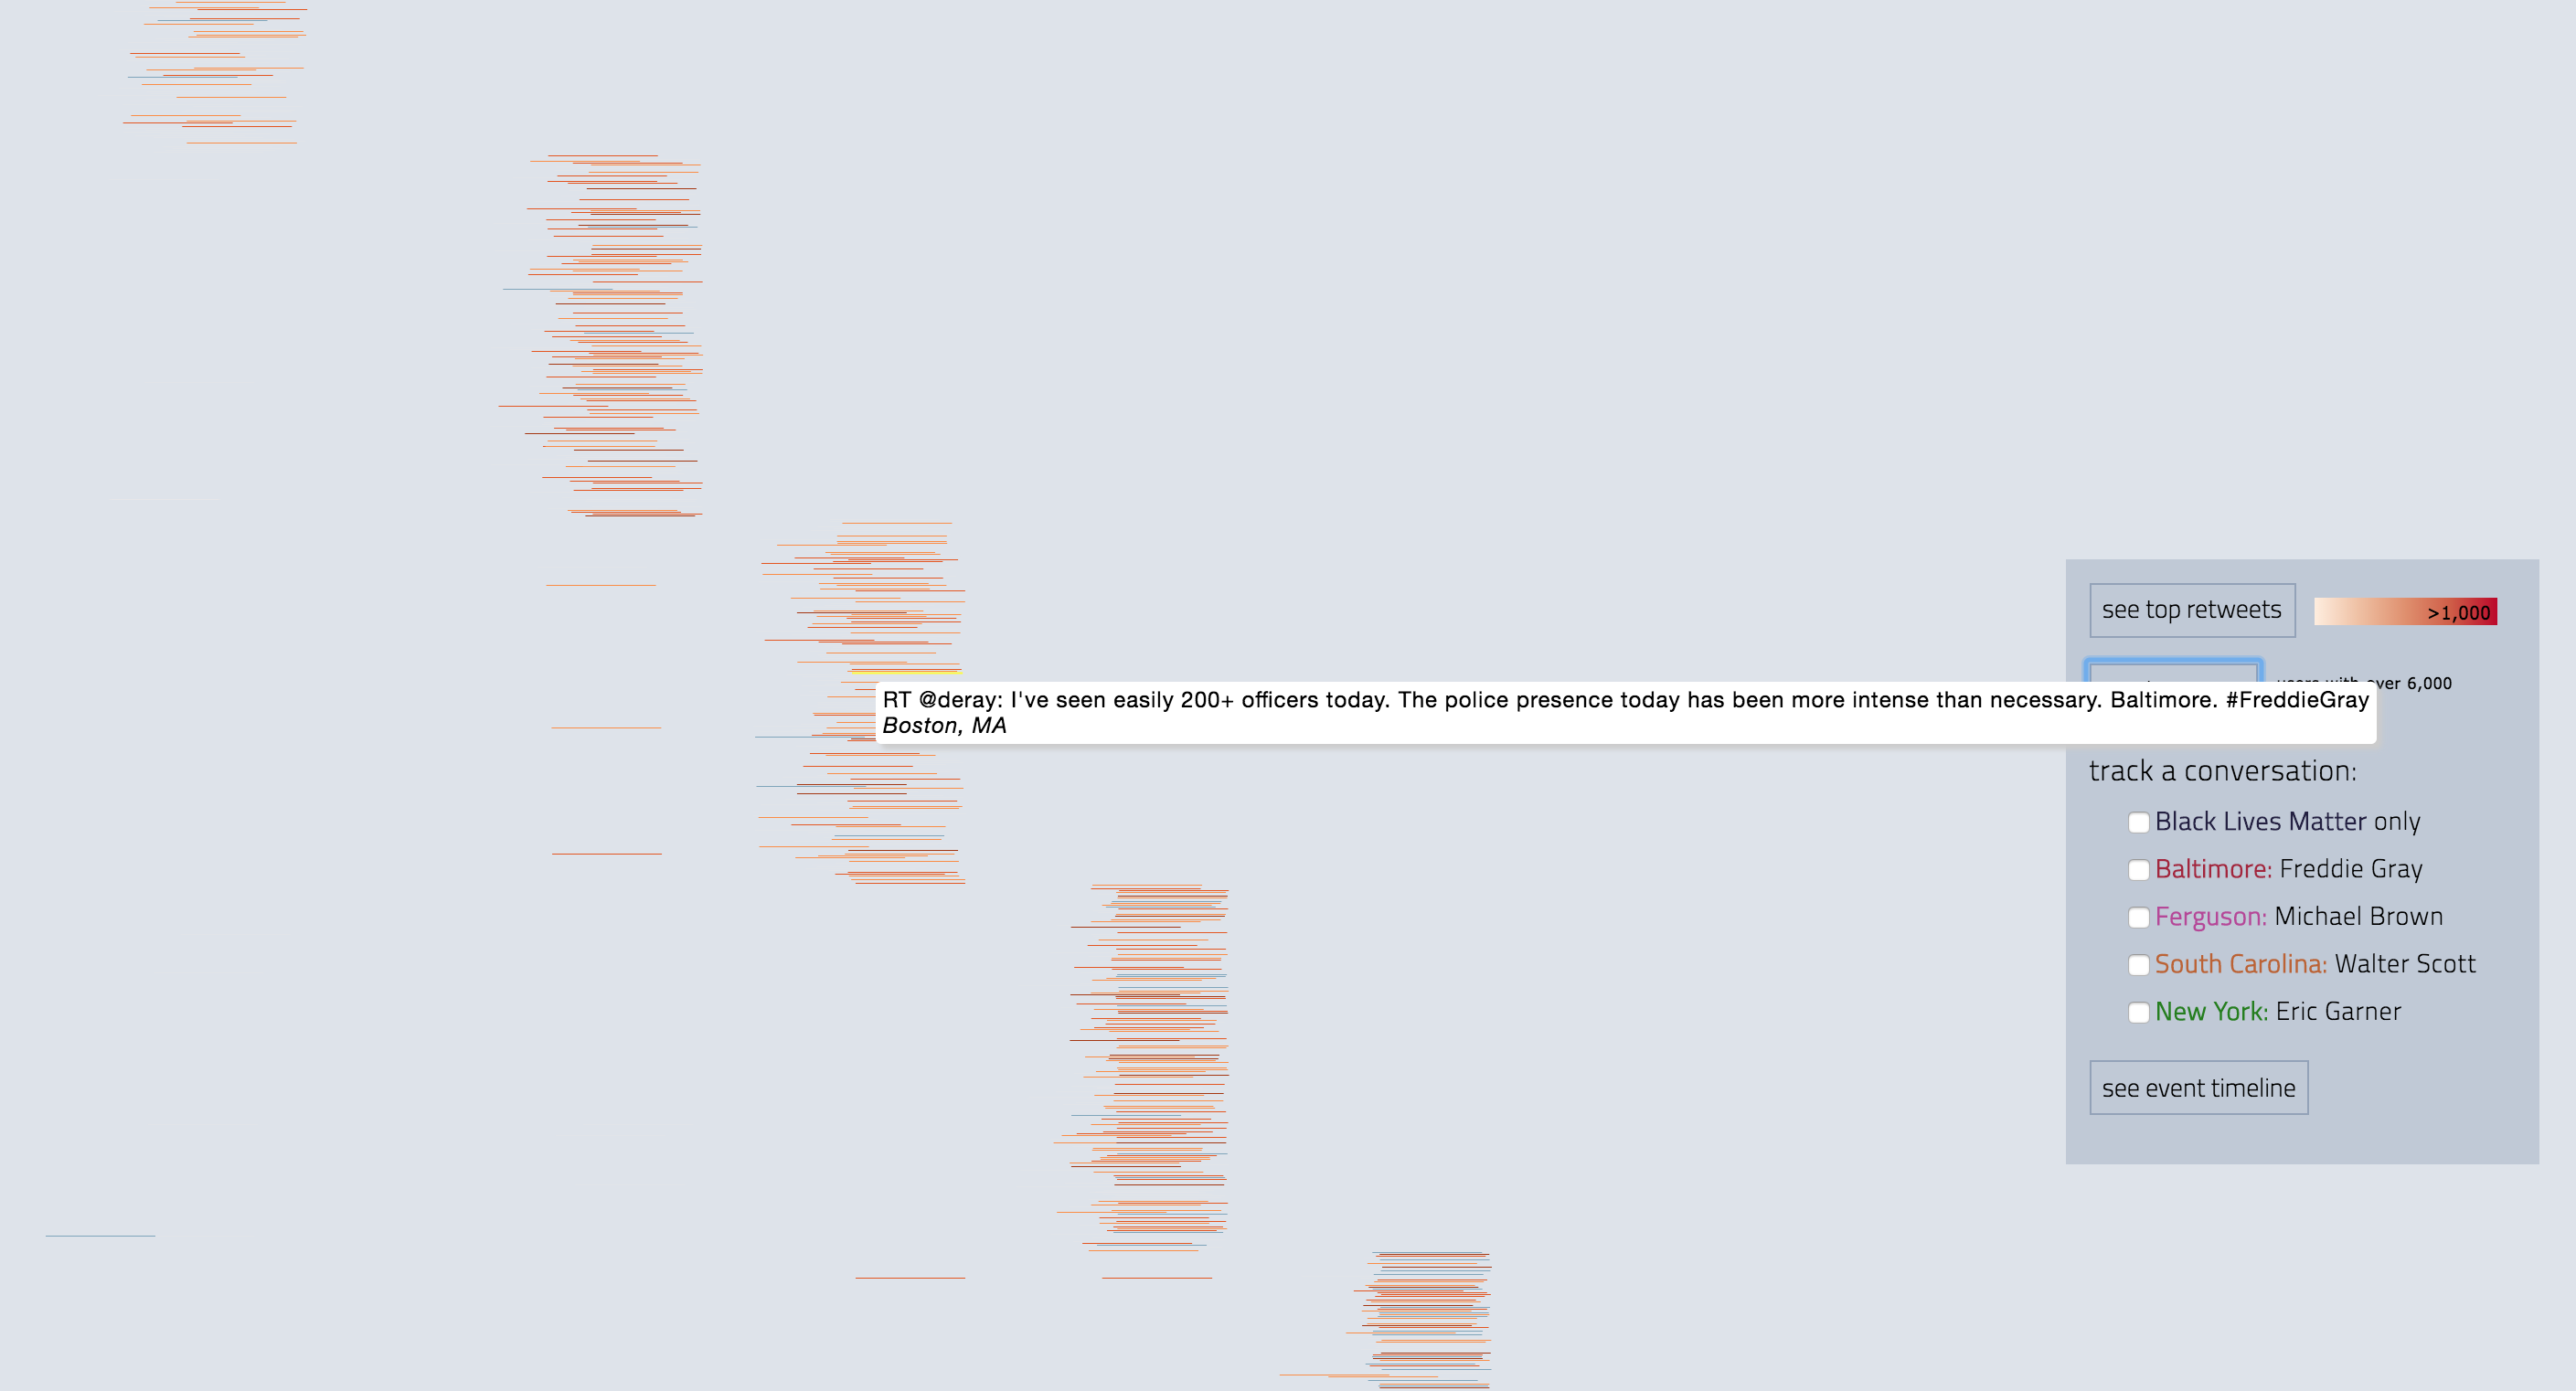 see top retweets
>1,000
over 6,000
RT @deray: I've seen easily 200+ officers today. The police presence today has been more intense than necessary. Baltimore. #FreddieGray
Boston, MA
track a conversation:
Black Lives Matter only
Baltimore: Freddie Gray
Ferguson: Michael Brown
South Carolina: Walter Scott
New York: Eric Garner
see event timeline